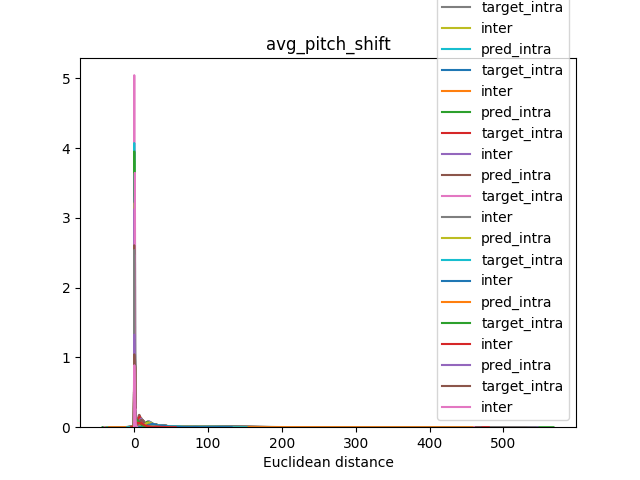 target_intra
inter
pred_intra
target_intra
inter
pred_intra
target_intra
inter
pred_intra
target_intra
inter
pred_intra
target_intra
inter
pred_intra
target_intra
inter
pred_intra
target_intra
inter
avg_pitch_shift
5
4
3
2
1
0
0 100 200 300 400 500
Euclidean distance